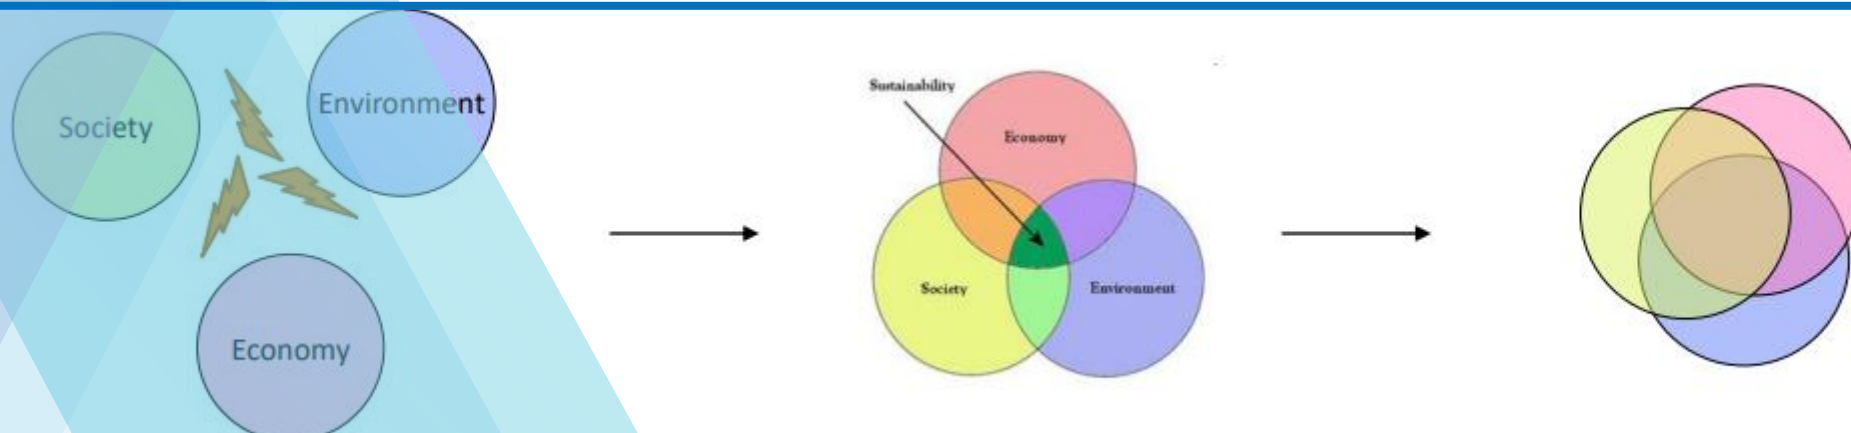 Society
Environment
Economy
Sustainability
Economy
Society
Environment